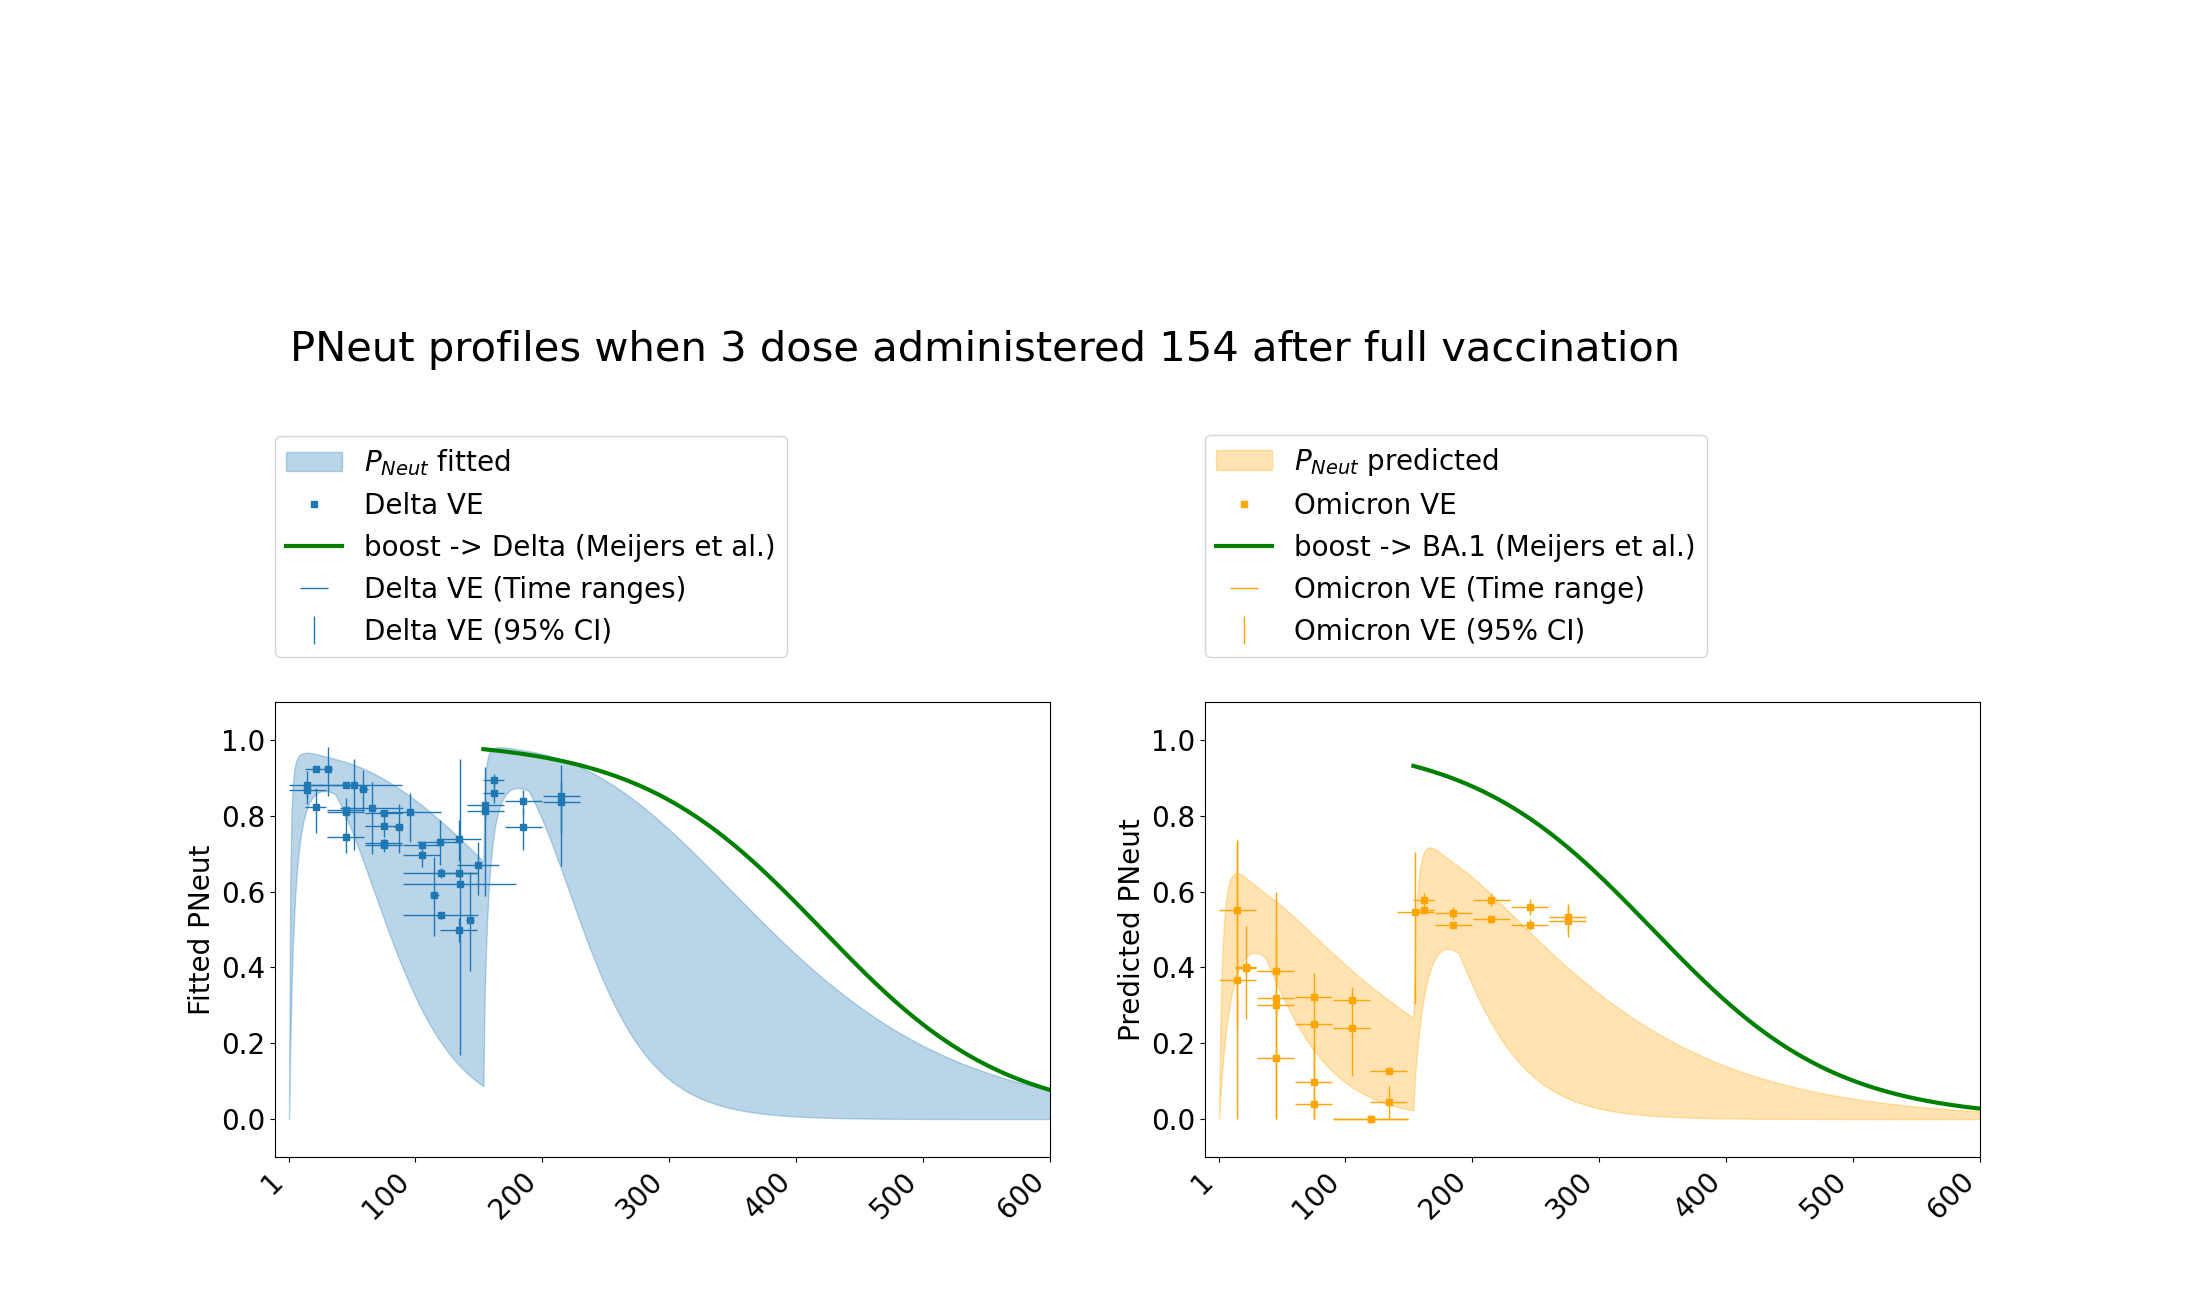 PNeut profiles when 3 dose administered 154 after full vaccination
P_Neut fitted
Delta VE
boost -> Delta (Meijers et al.)
Delta VE (Time ranges)
Delta VE (95% CI)
P_Neut predicted
Omicron VE
boost -> BA.1 (Meijers et al.)
Omicron VE (Time range)
Omicron VE (95% CI)
Fitted PNeut
1.0
0.8
0.6
0.4
0.2
0.0
1 100 200 300 400 500 600
Predicted PNeut
1.0
0.8
0.6
0.4
0.2
0.0
1 100 200 300 400 500 600